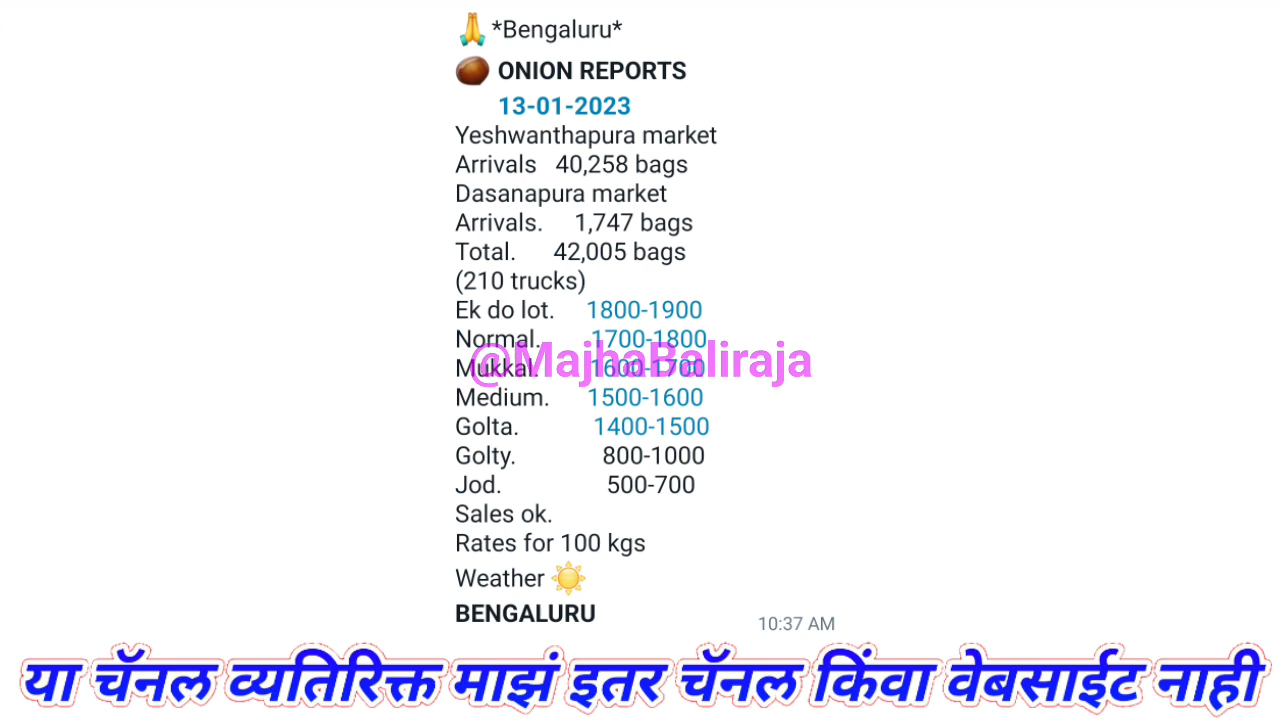 🙏*Bengaluru*
🌰 ONION REPORTS
13-01-2023
Yeshwanthapura market
Arrivals 40,258 bags
Dasanapura market
Arrivals. 1,747 bags
Total. 42,005 bags
(210 trucks)
Ek do lot. 1800-1900
Normal. 1700-1800
@MajhaBaliraja
Mukkal. 1600-1700
Medium. 1500-1600
Golta. 1400-1500
Golty. 800-1000
Jod. 500-700
Sales ok.
Rates for 100 kgs
Weather ☀️
BENGALURU
10:37 AM
या चॅनल व्यतिरिक्त माझं इतर चॅनल किंवा वेबसाईट नाही